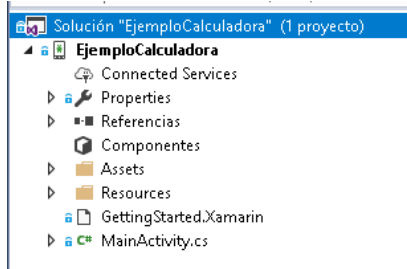 Solución "EjemploCalculadora" (1 proyecto)
EjemploCalculadora
Connected Services
Properties
Referencias
Componentes
Assets
Resources
GettingStarted.Xamarin
C# MainActivity.cs